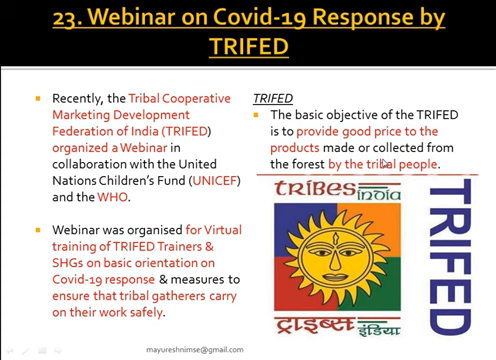 23. Webinar on Covid-19 Response by
TRIFED
Recently, the Tribal Cooperative
Marketing Development
Federation of India (TRIFED)
organized a Webinar in
collaboration with the United
Nations Children's Fund (UNICEF)
and the WHO.
Webinar was organised for Virtual
training of TRIFED Trainers &
SHGs on basic orientation on
Covid-19 response & measures to
ensure that tribal gatherers carry
on their work safely.
TRIFED
The basic objective of the TRIFED
is to provide good price to the
products made or collected from
the forest by the tribal people.
TRIBES
India
ट्राइब्स
इंडिया
TRIFED
mayureshnimse@gmail.com